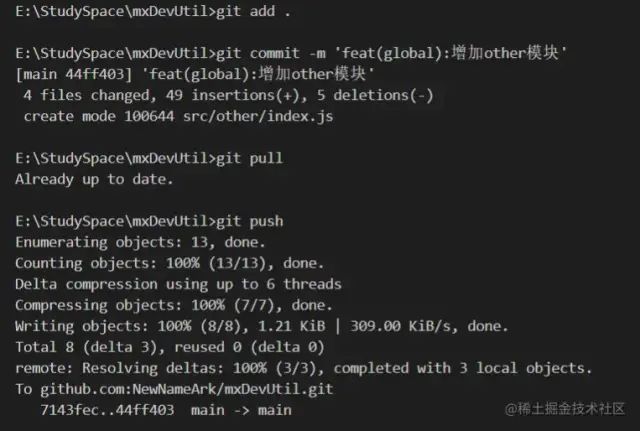 E:\StudySpace\mxDevUtil>git add .
E:\StudySpace\mxDevUtil>git commit -m 'feat(global):增加other模块'
[main 44ff403] 'feat(global):增加other模块'
4 files changed, 49 insertions(+), 5 deletions(-)
create mode 100644 src/other/index.js
E:\StudySpace\mxDevUtil>git pull
Already up to date.
E:\StudySpace\mxDevUtil>git push
Enumerating objects: 13, done.
Counting objects: 100% (13/13), done.
Delta compression using up to 6 threads
Compressing objects: 100% (7/7), done.
Writing objects: 100% (8/8), 1.21 KiB | 309.00 KiB/s, done.
Total 8 (delta 3), reused 0 (delta 0)
remote: Resolving deltas: 100% (3/3), completed with 3 local objects.
To github.com:NewNameArk/mxDevUtil.git
7143fec..44ff403  main -> main
@稀土掘金技术社区